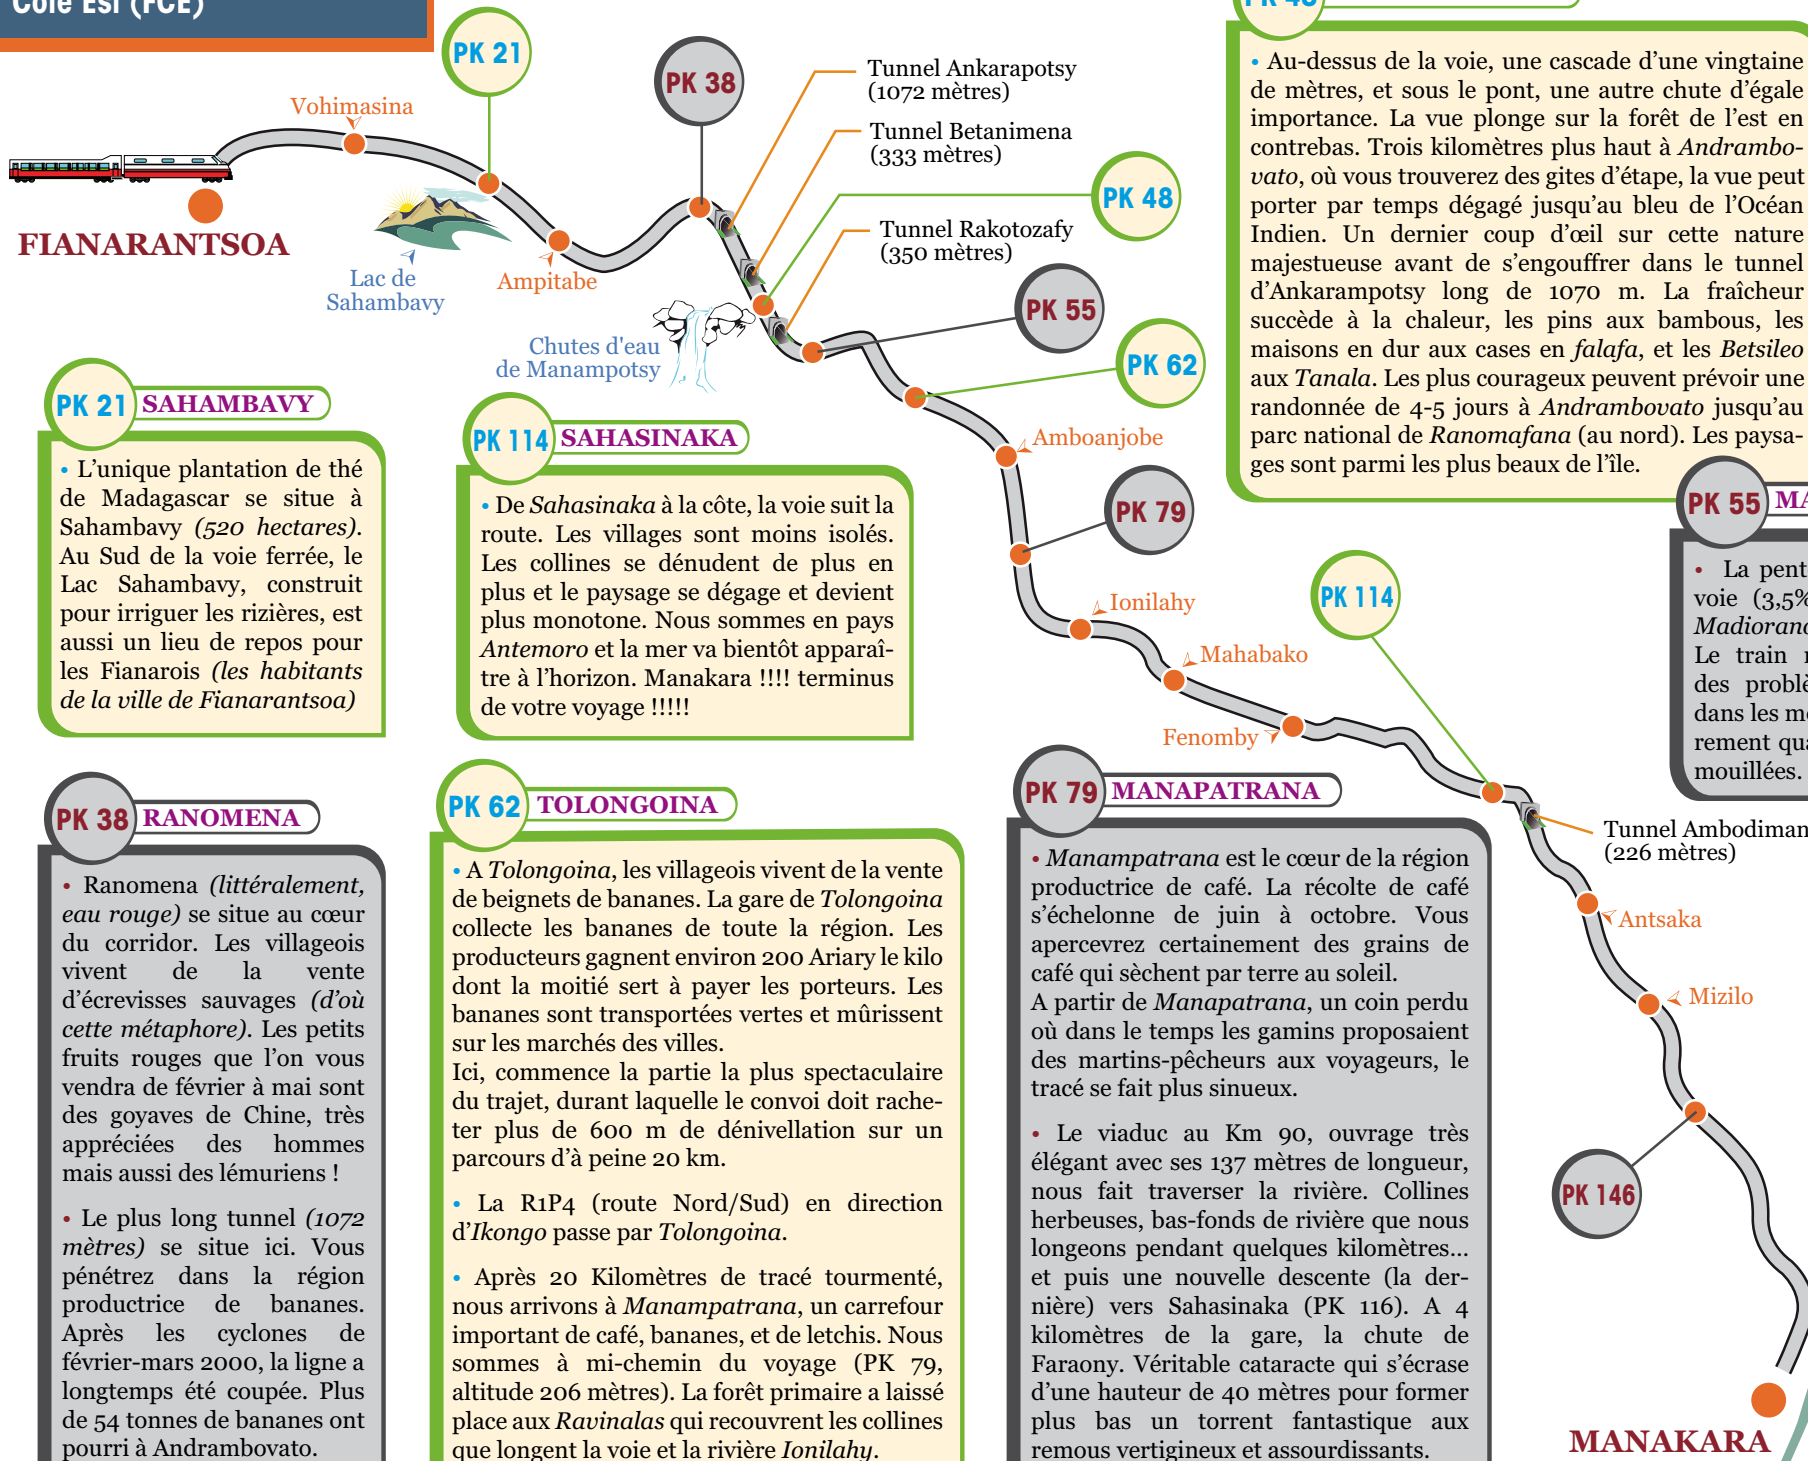 Côte Est (FCE)
PK 21
PK 38
Tunnel Ankarapotsy
(1072 mètres)
Vohimasina
Tunnel Betanimena
(333 mètres)
PK 48
FIANARANTSOA
Tunnel Rakotozafy
(350 mètres)
Lac de
Sahambavy
Ampitabe
PK 55
Chutes d'eau
de Manampotsy
PK 62
Amboanjobe
PK 79
Ionilahy
PK 114
Mahabako
Fenomby
Tunnel Ambodiman
(226 mètres)
Antsaka
Mizilo
PK 146
MANAKARA
PK 48
• Au-dessus de la voie, une cascade d'une vingtaine
de mètres, et sous le pont, une autre chute d'égale
importance. La vue plonge sur la forêt de l'est en
contrebas. Trois kilomètres plus haut à Andrambo-
vato, où vous trouverez des gites d'étape, la vue peut
porter par temps dégagé jusqu'au bleu de l'Océan
Indien. Un dernier coup d'œil sur cette nature
majestueuse avant de s'engouffrer dans le tunnel
d'Ankarampotsy long de 1070 m. La fraîcheur
succède à la chaleur, les pins aux bambous, les
maisons en dur aux cases en falafa, et les Betsileo
aux Tanala. Les plus courageux peuvent prévoir une
randonnée de 4-5 jours à Andrambovato jusqu'au
parc national de Ranomafana (au nord). Les paysa-
ges sont parmi les plus beaux de l'île.
PK 55 MA
• La pent
voie (3,5%
Madioran
Le train
des problè
dans les m
rement qua
mouillées.
PK 21 SAHAMBAVY
• L'unique plantation de thé
de Madagascar se situe à
Sahambavy (520 hectares).
Au Sud de la voie ferrée, le
Lac Sahambavy, construit
pour irriguer les rizières, est
aussi un lieu de repos pour
les Fianarois (les habitants
de la ville de Fianarantsoa)
PK 114 SAHASINAKA
• De Sahasinaka à la côte, la voie suit la
route. Les villages sont moins isolés.
Les collines se dénudent de plus en
plus et le paysage se dégage et devient
plus monotone. Nous sommes en pays
Antemoro et la mer va bientôt apparaî-
tre à l'horizon. Manakara !!!! terminus
de votre voyage !!!!!
PK 38 RANOMENA
• Ranomena (littéralement,
eau rouge) se situe au cœur
du corridor. Les villageois
vivent de la vente
d'écrevisses sauvages (d'où
cette métaphore). Les petits
fruits rouges que l'on vous
vendra de février à mai sont
des goyaves de Chine, très
appréciées des hommes
mais aussi des lémuriens !
• Le plus long tunnel (1072
mètres) se situe ici. Vous
pénétrez dans la région
productrice de bananes.
Après les cyclones de
février-mars 2000, la ligne a
longtemps été coupée. Plus
de 54 tonnes de bananes ont
pourri à Andrambovato.
PK 62 TOLONGOINA
• A Tolongoina, les villageois vivent de la vente
de beignets de bananes. La gare de Tolongoina
collecte les bananes de toute la région. Les
producteurs gagnent environ 200 Ariary le kilo
dont la moitié sert à payer les porteurs. Les
bananes sont transportées vertes et mûrissent
sur les marchés des villes.
Ici, commence la partie la plus spectaculaire
du trajet, durant laquelle le convoi doit rache-
ter plus de 600 m de dénivellation sur un
parcours d'à peine 20 km.
• La R1P4 (route Nord/Sud) en direction
d'Ikongo passe par Tolongoina.
• Après 20 Kilomètres de tracé tourmenté,
nous arrivons à Manampatrana, un carrefour
important de café, bananes, et de letchis. Nous
sommes à mi-chemin du voyage (PK 79,
altitude 206 mètres). La forêt primaire a laissé
place aux Ravinalas qui recouvrent les collines
que longent la voie et la rivière Ionilahy.
PK 79 MANAPATRANA
• Manampatrana est le cœur de la région
productrice de café. La récolte de café
s'échelonne de juin à octobre. Vous
apercevrez certainement des grains de
café qui sèchent par terre au soleil.
A partir de Manapatrana, un coin perdu
où dans le temps les gamins proposaient
des martins-pêcheurs aux voyageurs, le
tracé se fait plus sinueux.
• Le viaduc au Km 90, ouvrage très
élégant avec ses 137 mètres de longueur,
nous fait traverser la rivière. Collines
herbeuses, bas-fonds de rivière que nous
longeons pendant quelques kilomètres...
et puis une nouvelle descente (la der-
nière) vers Sahasinaka (PK 116). A 4
kilomètres de la gare, la chute de
Faraony. Véritable cataracte qui s'écrase
d'une hauteur de 40 mètres pour former
plus bas un torrent fantastique aux
remous vertigineux et assourdissants.